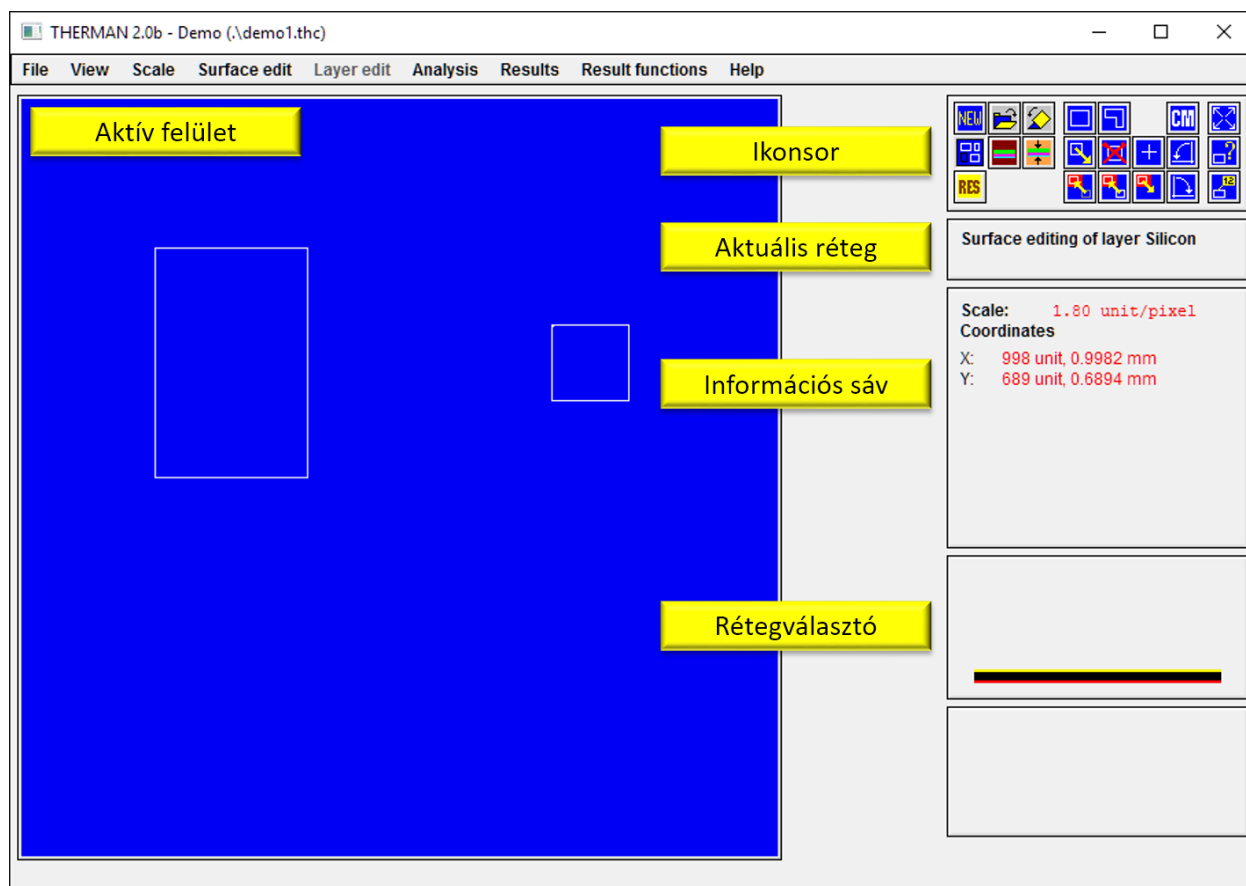 THERMAN 2.0b - Demo (.\demo1.thc)
File View Scale Surface edit Layer edit Analysis Results Result functions Help
Aktív felület
Ikonsor
NEW
CM
?
RES
12
Aktuális réteg
Surface editing of layer Silicon
Információs sáv
Scale: 1.80 unit/pixel
Coordinates
X: 998 unit, 0.9982 mm
Y: 689 unit, 0.6894 mm
Rétegválasztó